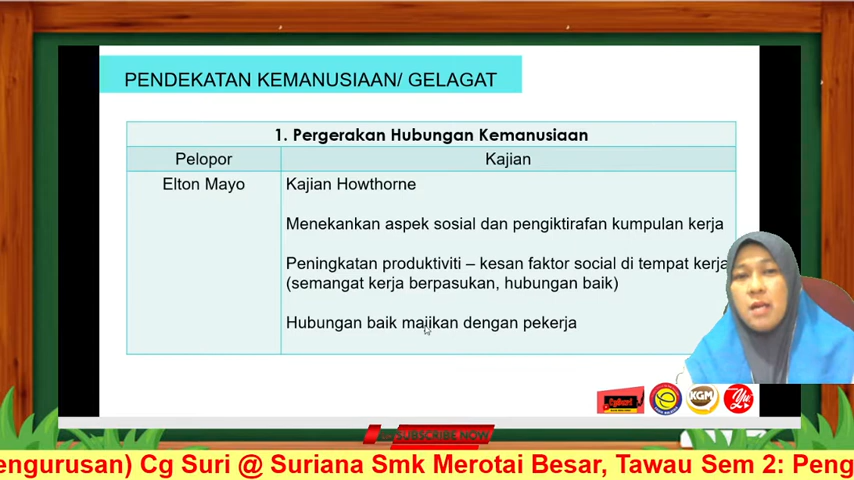 PENDEKATAN KEMANUSIAAN/ GELAGAT
1. Pergerakan Hubungan Kemanusiaan
Pelopor
Kajian
Elton Mayo
Kajian Howthorne
Menekankan aspek sosial dan pengiktirafan kumpulan kerja
Peningkatan produktiviti – kesan faktor social di tempat kerja
(semangat kerja berpasukan, hubungan baik)
Hubungan baik majikan dengan pekerja
KGM
SUBSCRIBE NOW
engurusan) Cg Suri @ Suriana Smk Merotai Besar, Tawau Sem 2: Peng